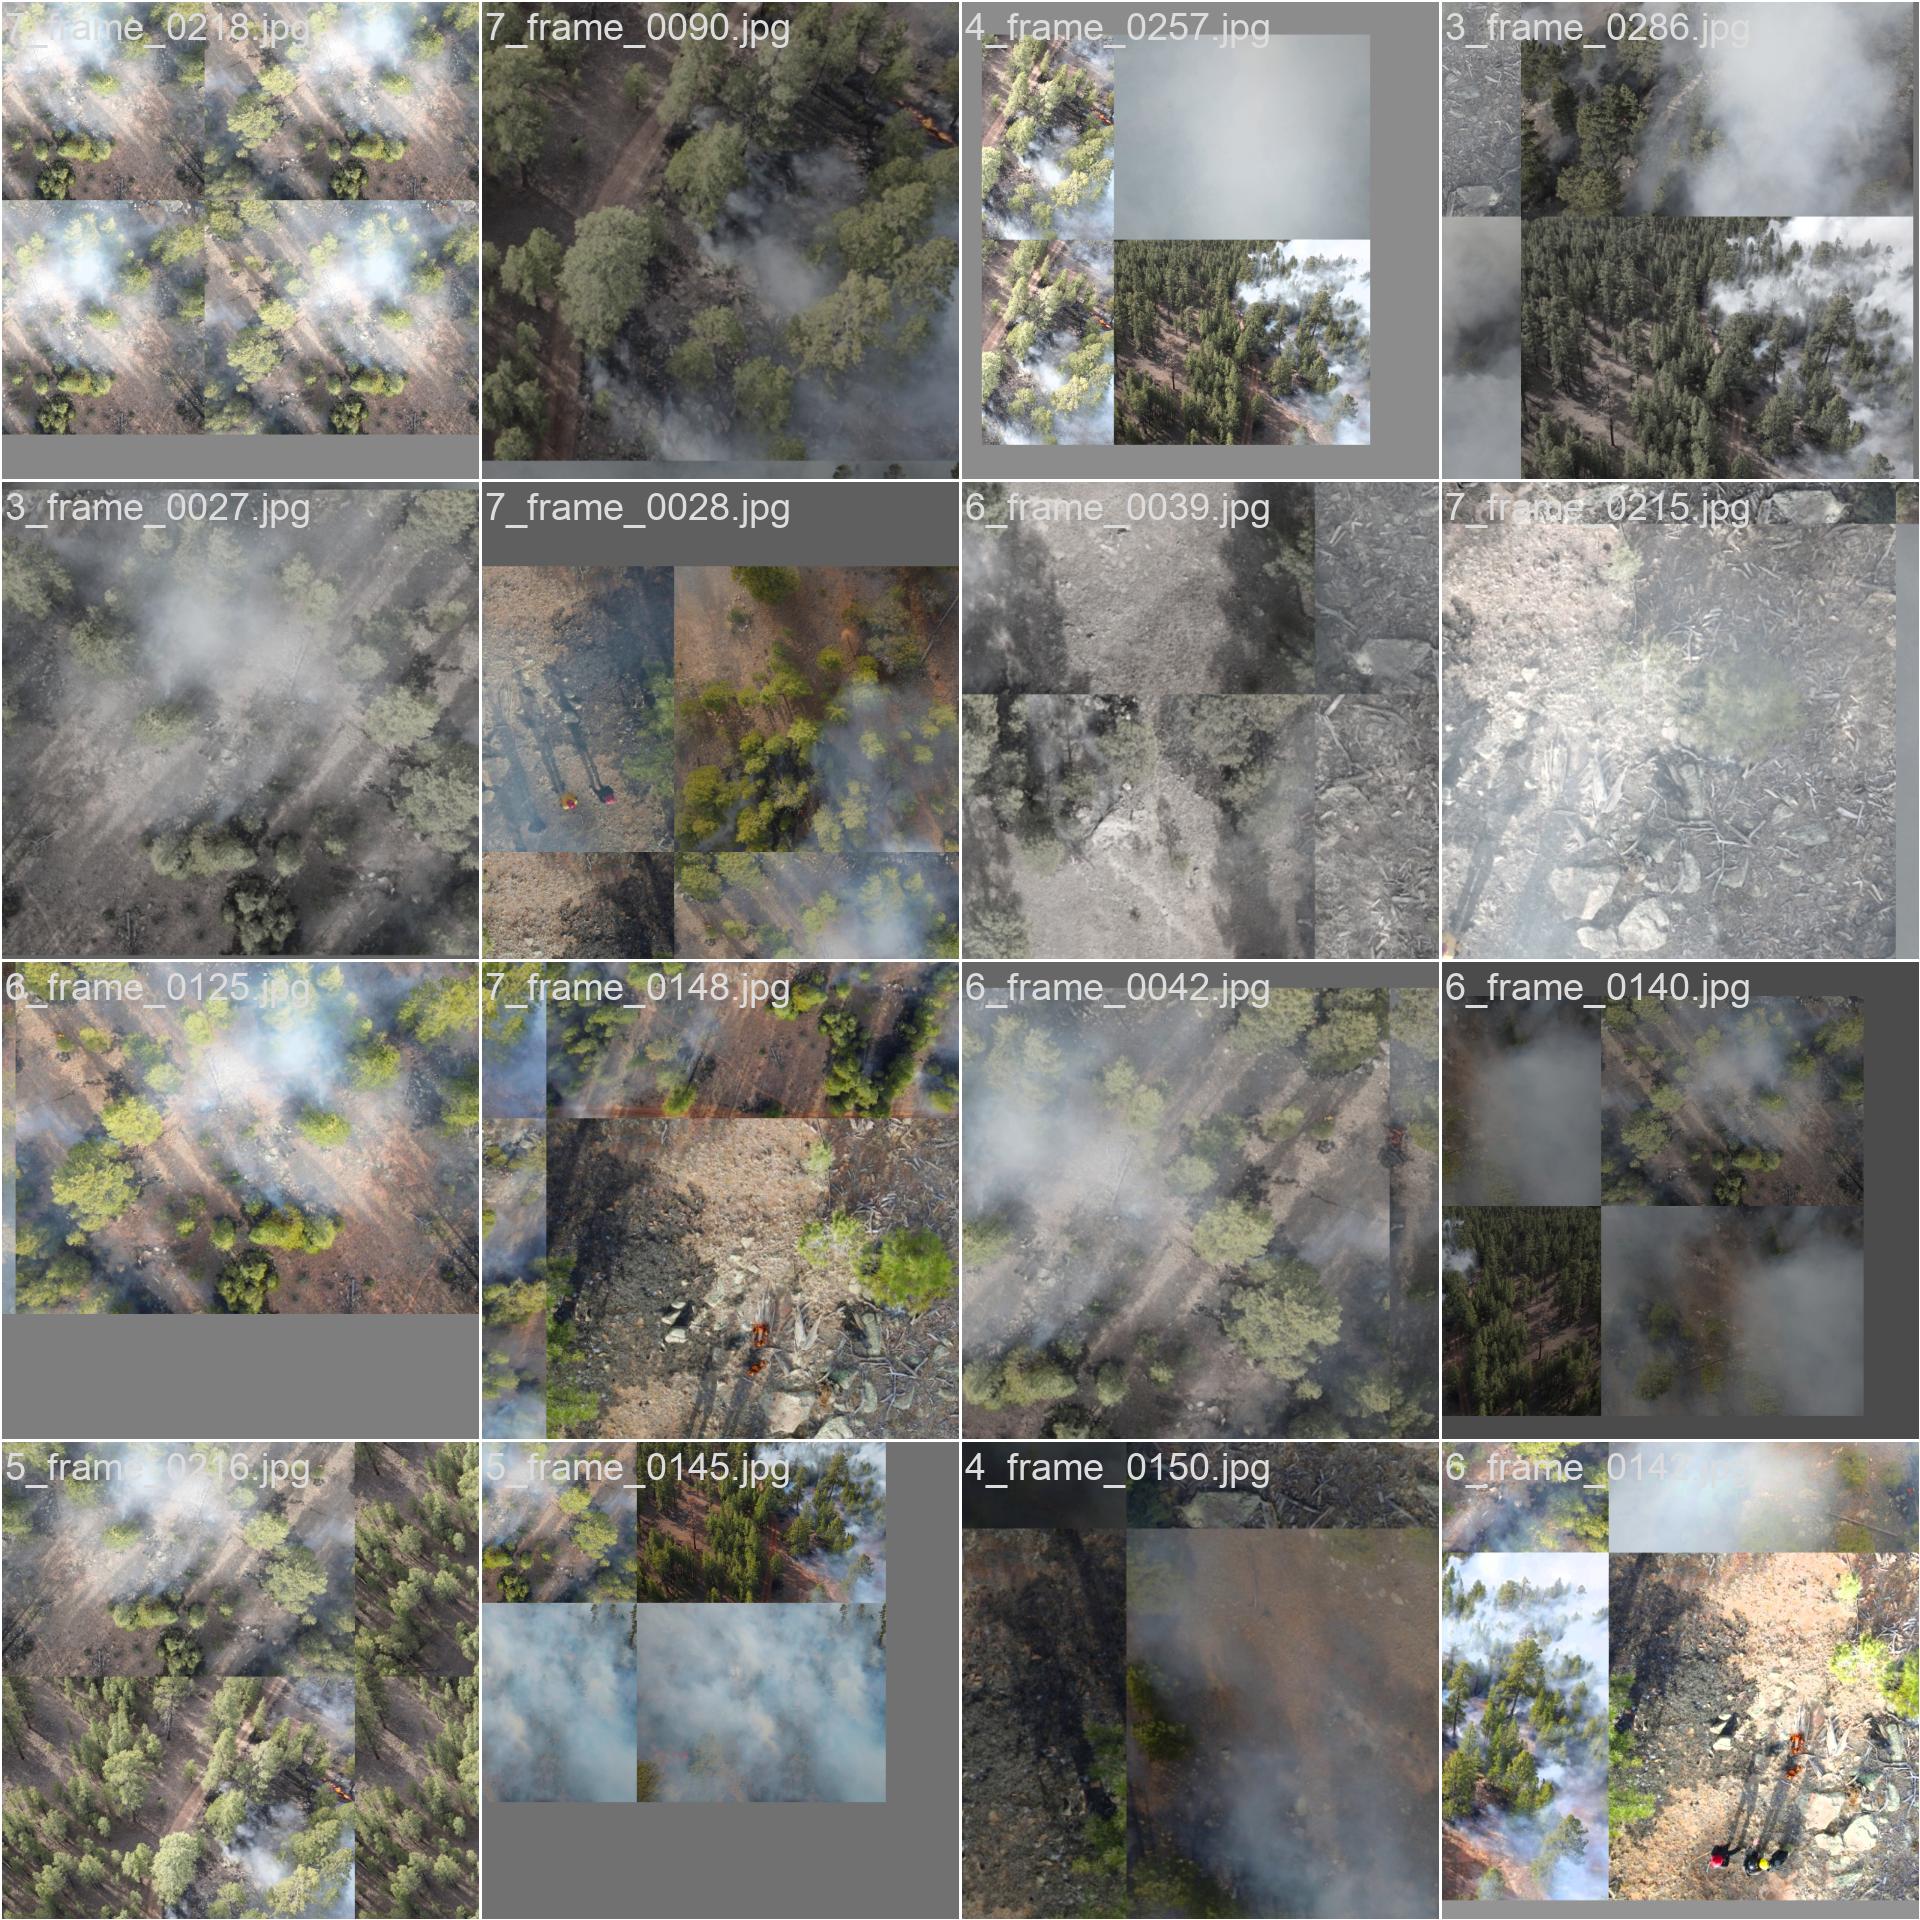 7_frame_0218.jpg
7_frame_0090.jpg
4_frame_0257.jpg
3_frame_0286.jpg
3_frame_0027.jpg
7_frame_0028.jpg
6_frame_0039.jpg
7_frame_0215.jpg
6_frame_0125.jpg
7_frame_0148.jpg
6_frame_0042.jpg
6_frame_0140.jpg
5_frame_0216.jpg
5_frame_0145.jpg
4_frame_0150.jpg